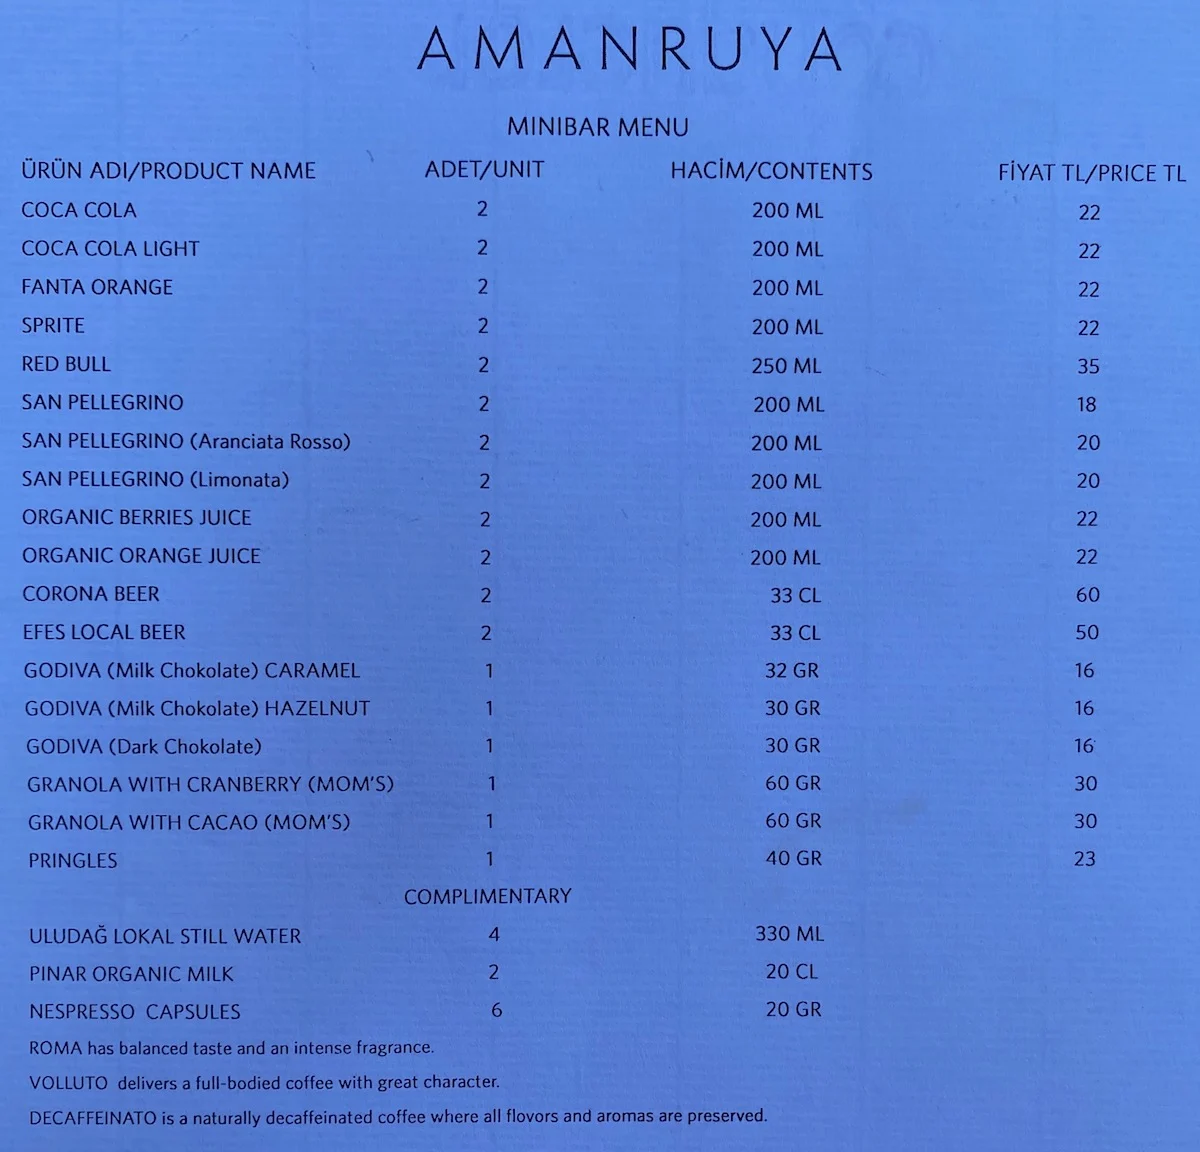 AMANRUYA
MINIBAR MENU
ÜRÜN ADI/PRODUCT NAME ADET/UNIT HACİM/CONTENTS FİYAT TL/PRICE TL
COCA COLA 2 200 ML 22
COCA COLA LIGHT 2 200 ML 22
FANTA ORANGE 2 200 ML 22
SPRITE 2 200 ML 22
RED BULL 2 250 ML 35
SAN PELLEGRINO 2 200 ML 18
SAN PELLEGRINO (Aranciata Rosso) 2 200 ML 20
SAN PELLEGRINO (Limonata) 2 200 ML 20
ORGANIC BERRIES JUICE 2 200 ML 22
ORGANIC ORANGE JUICE 2 200 ML 22
CORONA BEER 2 33 CL 60
EFES LOCAL BEER 2 33 CL 50
GODIVA (Milk Chokolate) CARAMEL 1 32 GR 16
GODIVA (Milk Chokolate) HAZELNUT 1 30 GR 16
GODIVA (Dark Chokolate) 1 30 GR 16
GRANOLA WITH CRANBERRY (MOM'S) 1 60 GR 30
GRANOLA WITH CACAO (MOM'S) 1 60 GR 30
PRINGLES 1 40 GR 23
COMPLIMENTARY
ULUDAĞ LOKAL STILL WATER 4 330 ML
PINAR ORGANIC MILK 2 20 CL
NESPRESSO CAPSULES 6 20 GR
ROMA has balanced taste and an intense fragrance.
VOLLUTO delivers a full-bodied coffee with great character.
DECAFFEINATO is a naturally decaffeinated coffee where all flovors and aromas are preserved.